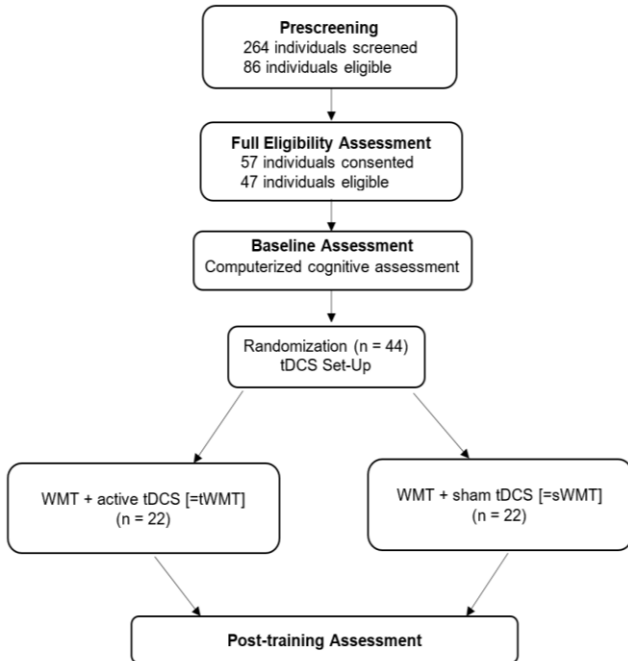 Prescreening
264 individuals screened
86 individuals eligible
Full Eligibility Assessment
57 individuals consented
47 individuals eligible
Baseline Assessment
Computerized cognitive assessment
Randomization (n = 44)
tDCS Set-Up
WMT + active tDCS [=tWMT]
(n = 22)
WMT + sham tDCS [=sWMT]
(n = 22)
Post-training Assessment